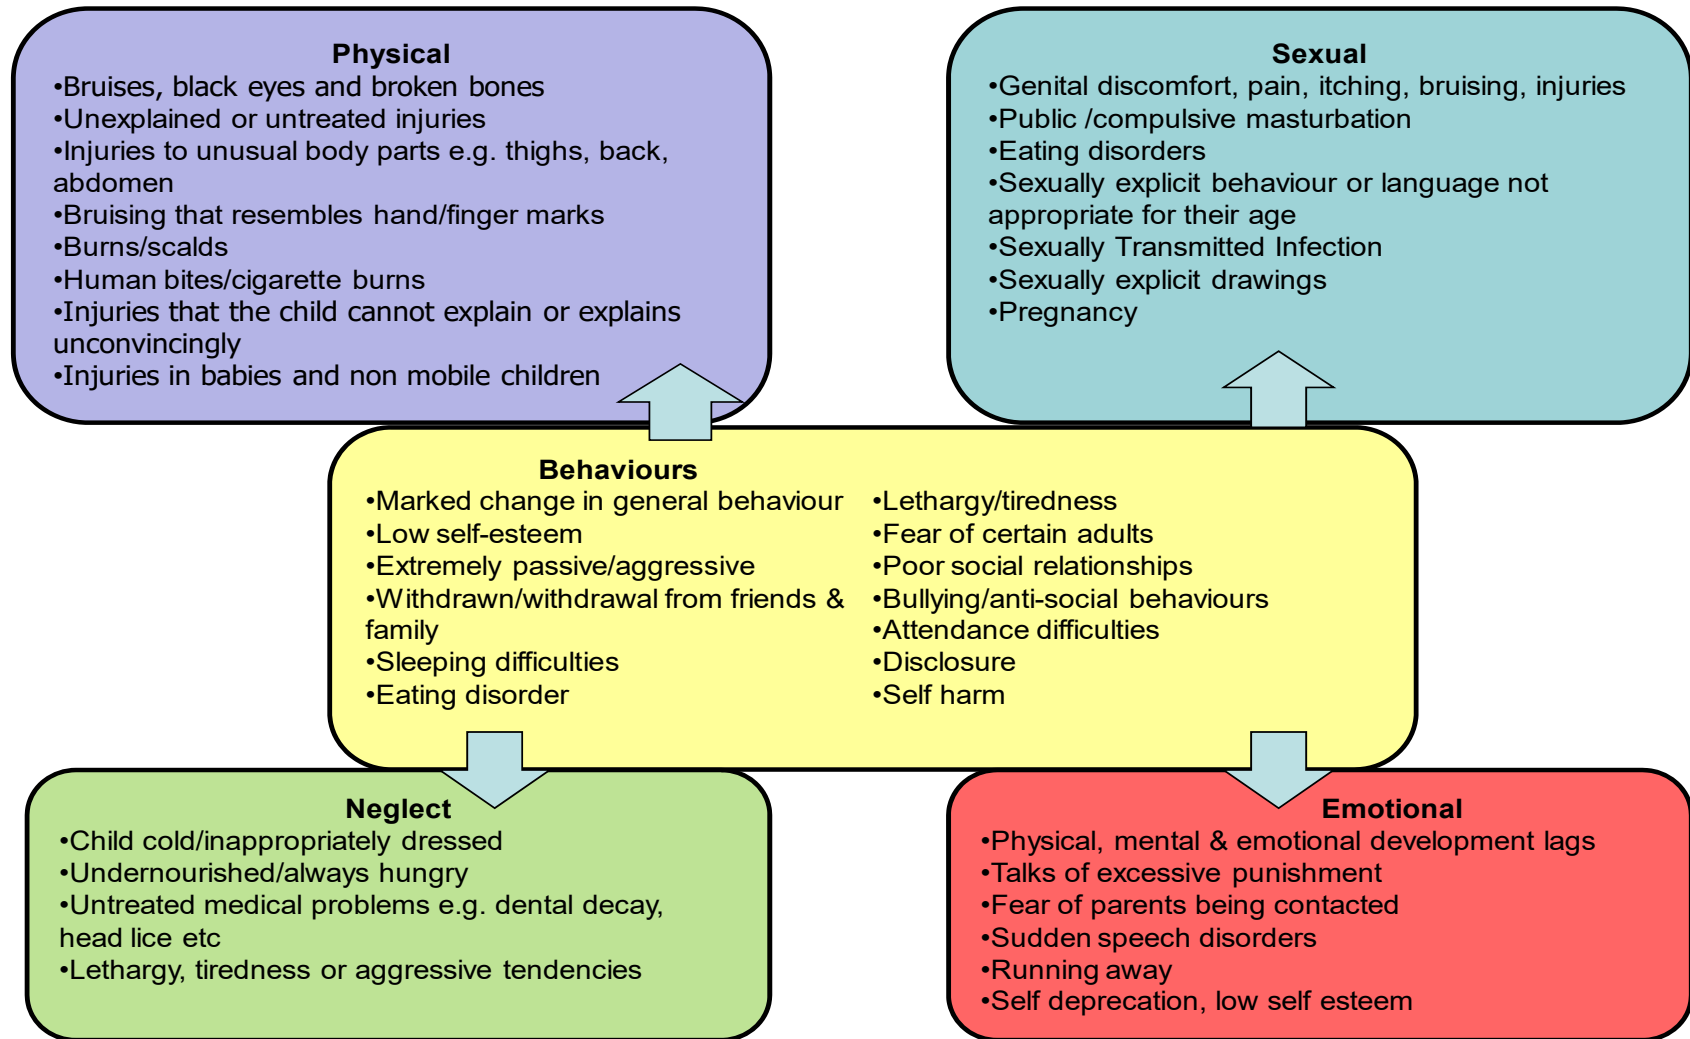 Physical
•Bruises, black eyes and broken bones
•Unexplained or untreated injuries
•Injuries to unusual body parts e.g. thighs, back,
abdomen
•Bruising that resembles hand/finger marks
•Burns/scalds
•Human bites/cigarette burns
•Injuries that the child cannot explain or explains
unconvincingly
•Injuries in babies and non mobile children
Sexual
•Genital discomfort, pain, itching, bruising, injuries
•Public /compulsive masturbation
•Eating disorders
•Sexually explicit behaviour or language not
appropriate for their age
•Sexually Transmitted Infection
•Sexually explicit drawings
•Pregnancy
Behaviours
•Marked change in general behaviour
•Low self-esteem
•Extremely passive/aggressive
•Withdrawn/withdrawal from friends &
family
•Sleeping difficulties
•Eating disorder
•Lethargy/tiredness
•Fear of certain adults
•Poor social relationships
•Bullying/anti-social behaviours
•Attendance difficulties
•Disclosure
•Self harm
Neglect
•Child cold/inappropriately dressed
•Undernourished/always hungry
•Untreated medical problems e.g. dental decay,
head lice etc
•Lethargy, tiredness or aggressive tendencies
Emotional
•Physical, mental & emotional development lags
•Talks of excessive punishment
•Fear of parents being contacted
•Sudden speech disorders
•Running away
•Self deprecation, low self esteem